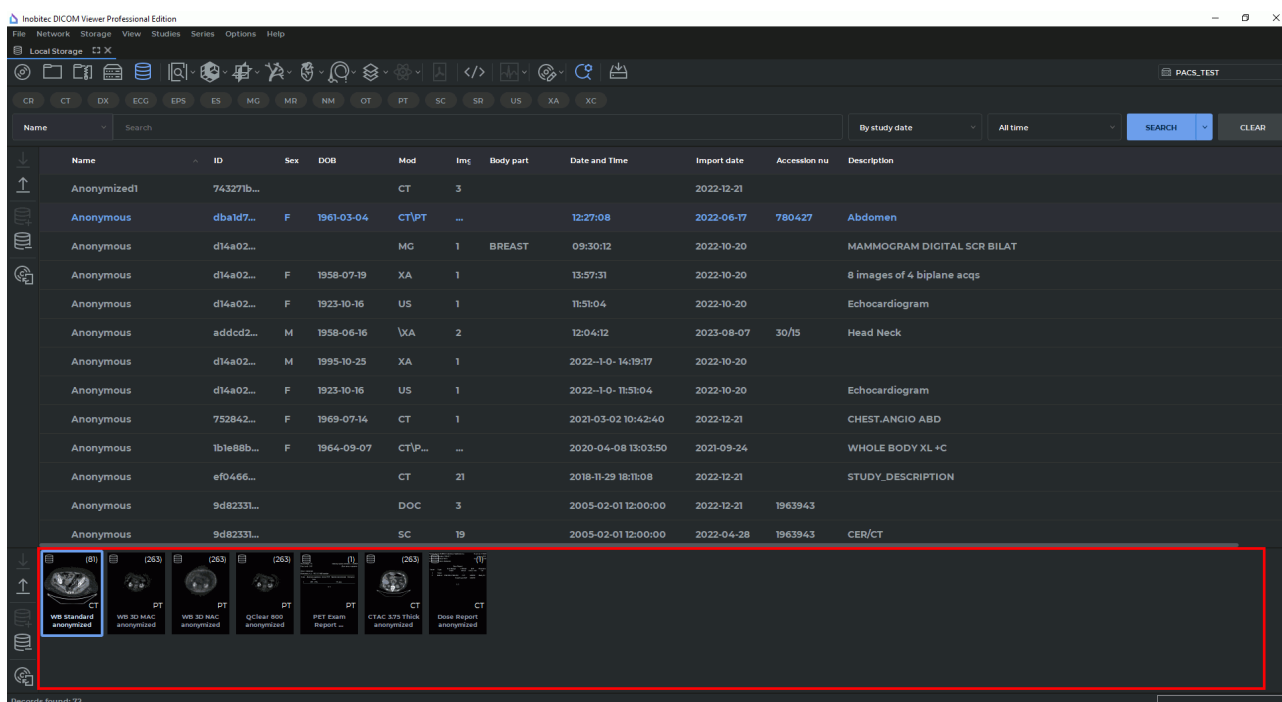 Inobitec DICOM Viewer Professional Edition
File Network Storage View Studies Series Options Help
Local Storage
PACS_TEST
CR CT DX ECG EPS ES MG MR NM OT PT SC SR US XA XC
Name Search By study date All time SEARCH CLEAR
Name ID Sex DOB Mod Img Body part Date and Time Import date Accession nu Description
Anonymized1 743271b... CT 3 2022-12-21
Anonymous dba1d7... F 1961-03-04 CT\PT ... 12:27:08 2022-06-17 780427 Abdomen
Anonymous d14a02... MG 1 BREAST 09:30:12 2022-10-20 MAMMOGRAM DIGITAL SCR BILAT
Anonymous d14a02... F 1958-07-19 XA 1 13:57:31 2022-10-20 8 images of 4 biplane acqs
Anonymous d14a02... F 1923-10-16 US 1 11:51:04 2022-10-20 Echocardiogram
Anonymous addcd2... M 1958-06-16 \XA 2 12:04:12 2023-08-07 30/15 Head Neck
Anonymous d14a02... M 1995-10-25 XA 1 2022--1-0- 14:19:17 2022-10-20
Anonymous d14a02... F 1923-10-16 US 1 2022--1-0- 11:51:04 2022-10-20 Echocardiogram
Anonymous 752842... F 1969-07-14 CT 1 2021-03-02 10:42:40 2022-12-21 CHEST.ANGIO ABD
Anonymous 1b1e88b... F 1964-09-07 CT\P... ... 2020-04-08 13:03:50 2021-09-24 WHOLE BODY XL +C
Anonymous ef0466... CT 21 2018-11-29 18:11:08 2022-12-21 STUDY_DESCRIPTION
Anonymous 9d82331... DOC 3 2005-02-01 12:00:00 2022-12-21 1963943
Anonymous 9d82331... SC 19 2005-02-01 12:00:00 2022-04-28 1963943 CER/CT
(81) (263) (263) (263) (1) (263) (1)
CT PT PT PT PT CT CT
WB Standard WB 3D MAC WB 3D NAC QClear 800 PET Exam CTAC 3.75 Thick Dose Report
anonymized anonymized anonymized anonymized Report ... anonymized anonymized
Records found: 72